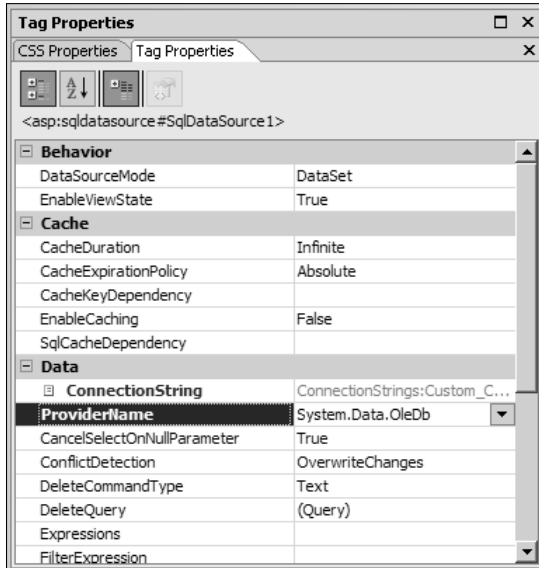 Tag Properties
CSS Properties Tag Properties
<asp:sqldatasource#SqlDataSource1>
Behavior
DataSourceMode DataSet
EnableViewState True
Cache
CacheDuration Infinite
CacheExpirationPolicy Absolute
CacheKeyDependency
EnableCaching False
SqlCacheDependency
Data
ConnectionString ConnectionStrings:Custom_C...
ProviderName System.Data.OleDb
CancelSelectOnNullParameter True
ConflictDetection OverwriteChanges
DeleteCommandType Text
DeleteQuery (Query)
Expressions
FilterExpression